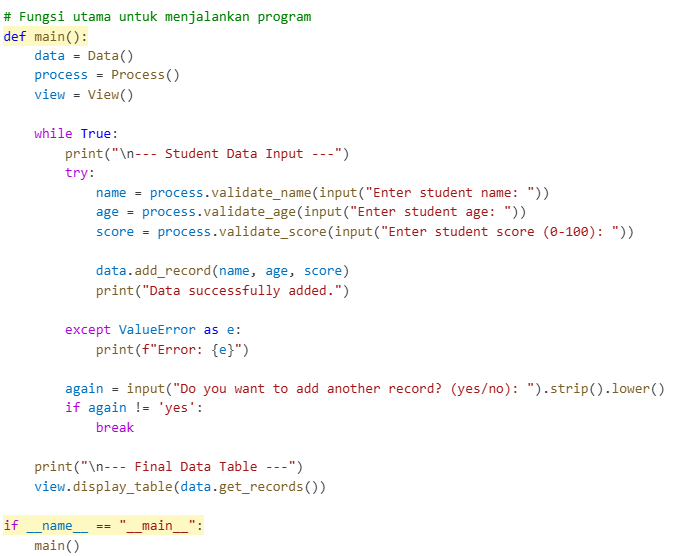 # Fungsi utama untuk menjalankan program
def main():
    data = Data()
    process = Process()
    view = View()

    while True:
        print("\n--- Student Data Input ---")
        try:
            name = process.validate_name(input("Enter student name: "))
            age = process.validate_age(input("Enter student age: "))
            score = process.validate_score(input("Enter student score (0-100): "))

            data.add_record(name, age, score)
            print("Data successfully added.")

        except ValueError as e:
            print(f"Error: {e}")

        again = input("Do you want to add another record? (yes/no): ").strip().lower()
        if again != 'yes':
            break

    print("\n--- Final Data Table ---")
    view.display_table(data.get_records())

if __name__ == "__main__":
    main()